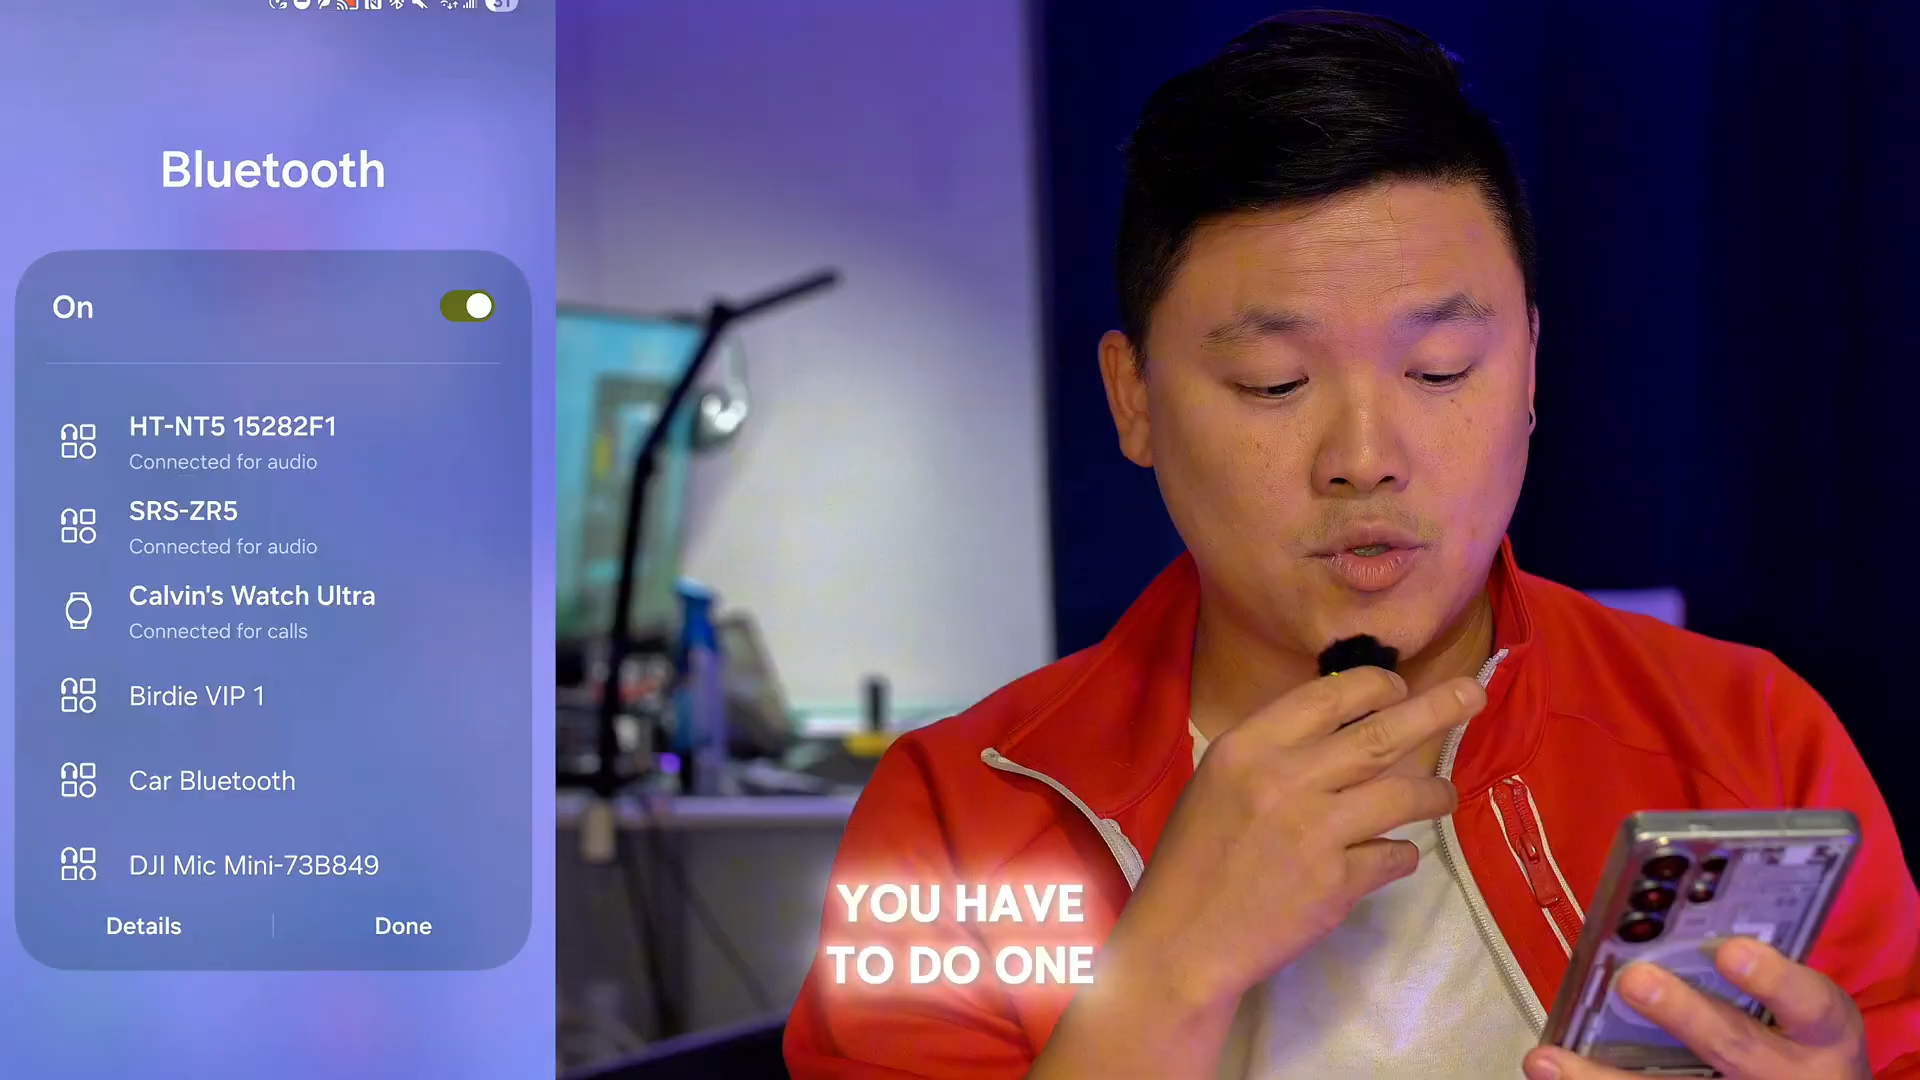 31
Bluetooth
On
HT-NT5 15282F1
Connected for audio
SRS-ZR5
Connected for audio
Calvin's Watch Ultra
Connected for calls
Birdie VIP 1
Car Bluetooth
DJI Mic Mini-73B849
Details
Done
YOU HAVE
TO DO ONE